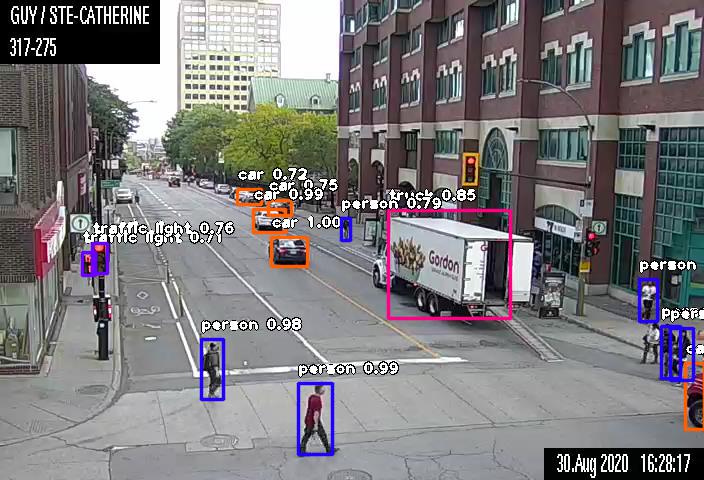 GUY / STE-CATHERINE
317-275
car 0.72
car 0.75
car 0.99
person 0.79
truck 0.85
car 1.00
traffic light 0.76
traffic light 0.71
Gordon
person
person 0.98
person 0.99
30.Aug 2020 16:28:17